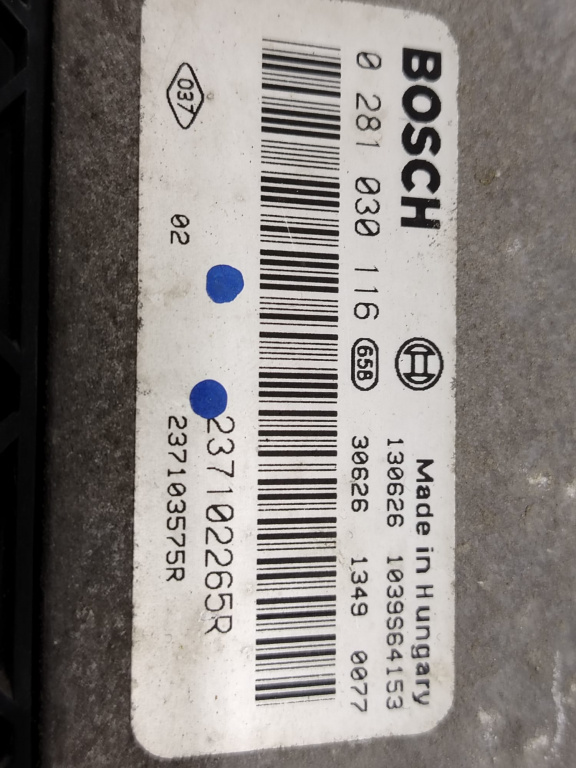 BOSCH
Made in Hungary
130626 1039S64153
0 281 030 116 65B 30626 1349 0077
037 02
237102265R
237103575R